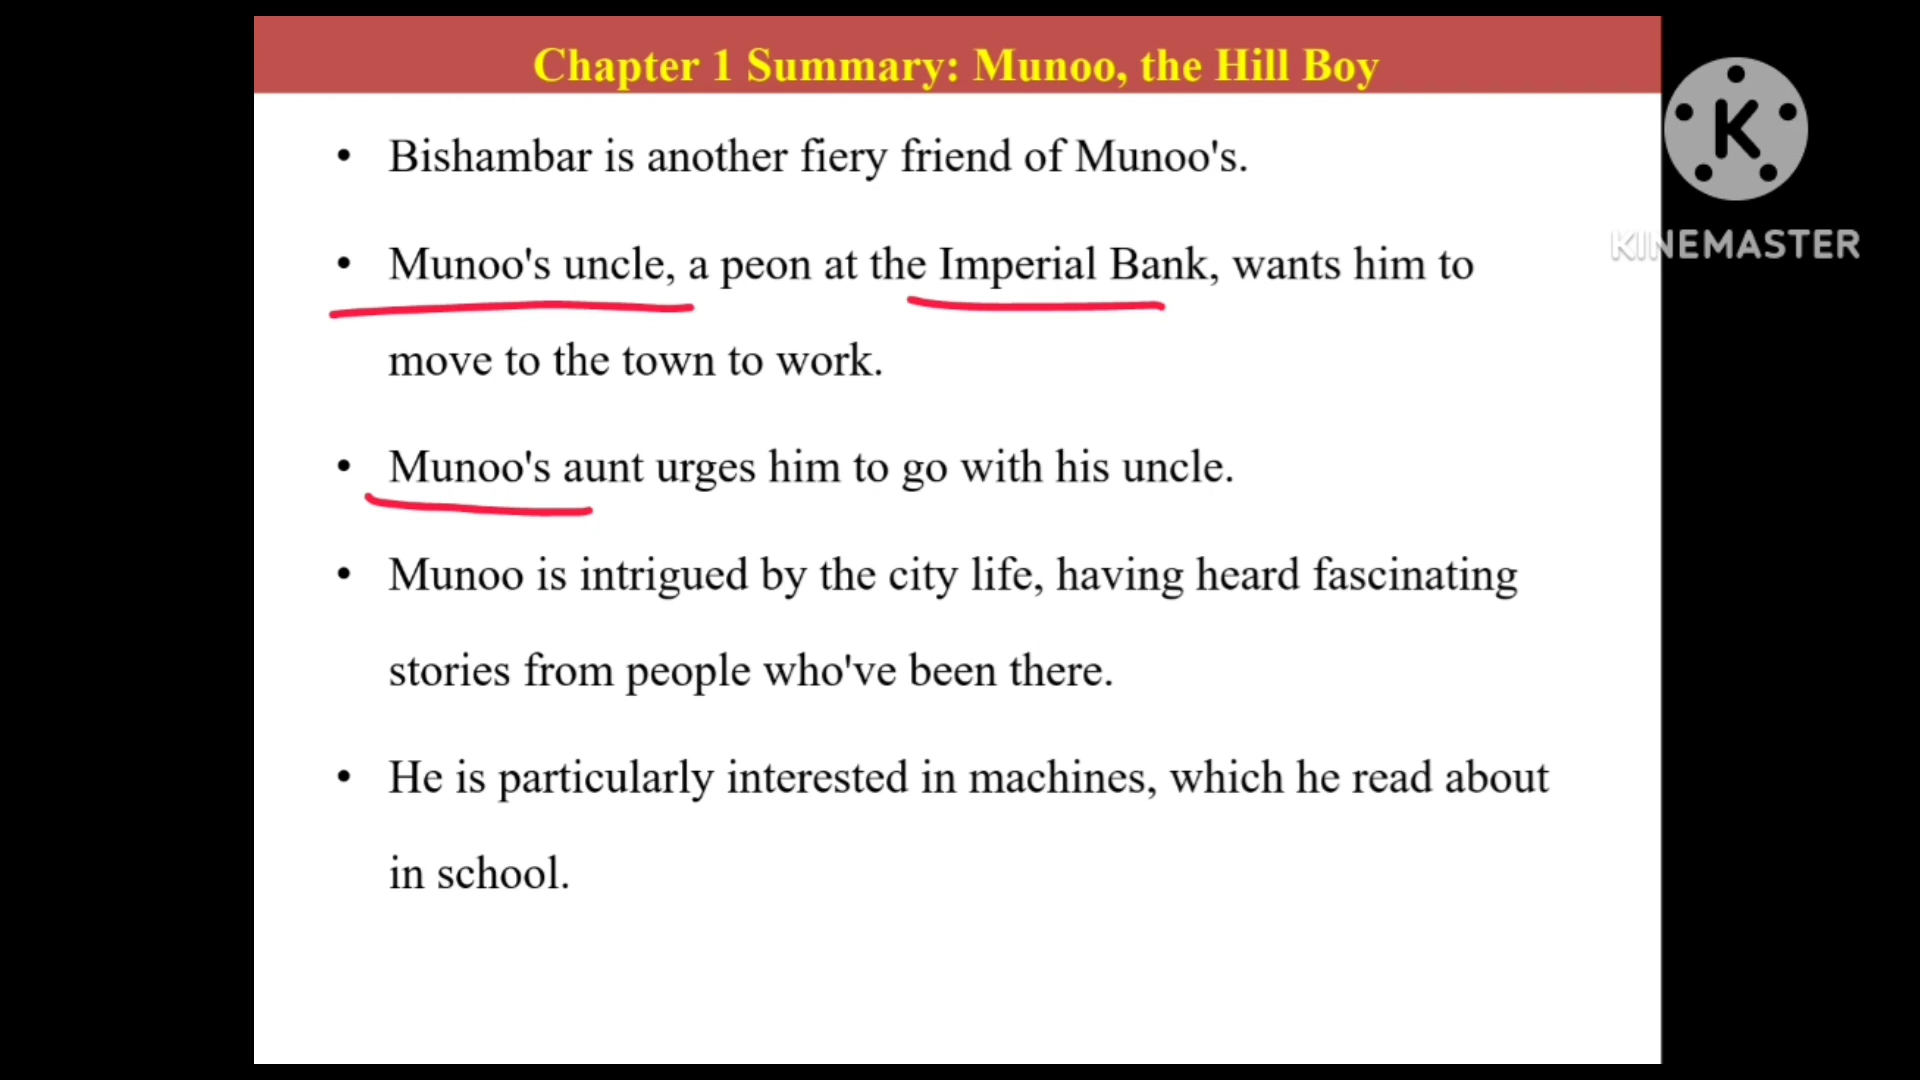 Chapter 1 Summary: Munoo, the Hill Boy
• Bishambar is another fiery friend of Munoo's.
• Munoo's uncle, a peon at the Imperial Bank, wants him to
move to the town to work.
• Munoo's aunt urges him to go with his uncle.
• Munoo is intrigued by the city life, having heard fascinating
stories from people who've been there.
• He is particularly interested in machines, which he read about
in school.
K
KINEMASTER